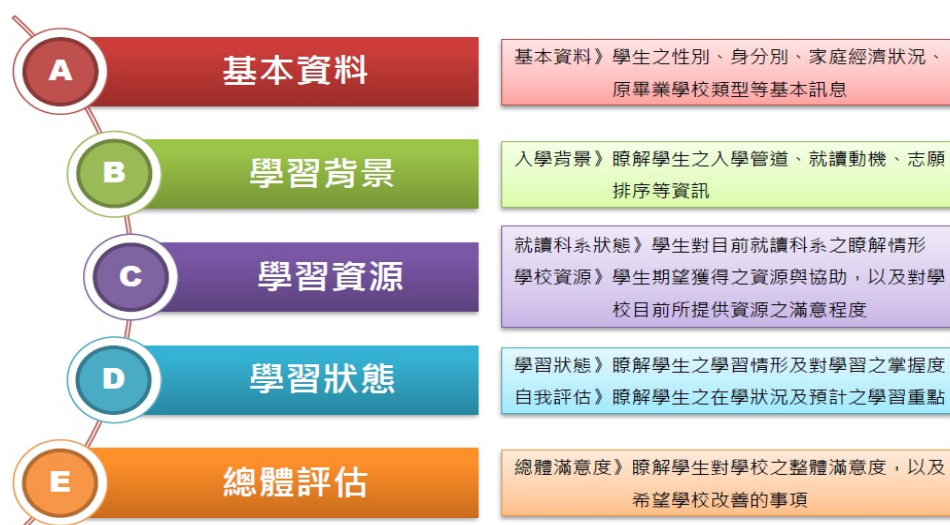 A
基本資料
基本資料》學生之性別、身分別、家庭經濟狀況、
原畢業學校類型等基本訊息
B
學習背景
入學背景》瞭解學生之入學管道、就讀動機、志願
排序等資訊
C
學習資源
就讀科系狀態》學生對目前就讀科系之瞭解情形
學校資源》學生期望獲得之資源與協助，以及對學
校目前所提供資源之滿意程度
D
學習狀態
學習狀態》瞭解學生之學習情形及對學習之掌握度
自我評估》瞭解學生之在學狀況及預計之學習重點
E
總體評估
總體滿意度》瞭解學生對學校之整體滿意度，以及
希望學校改善的事項